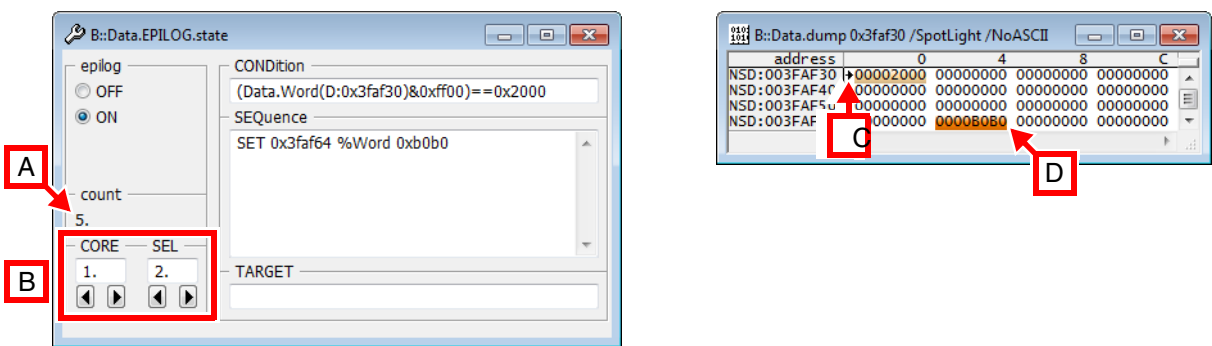 B::Data.EPILOG.state
epilog
OFF
ON
CONDition
(Data.Word(D:0x3faf30)&0xff00)==0x2000
SEQuence
SET 0x3faf64 %Word 0xb0b0
A
count
5.
B
CORE SEL
1. 2.
TARGET
B::Data.dump 0x3faf30 /SpotLight /NoASCII
address 0 4 8 C
NSD:003FAF30 00002000 00000000 00000000 00000000
NSD:003FAF40 00000000 00000000 00000000 00000000
NSD:003FAF50 00000000 00000000 00000000 00000000
0000B0B0 00000000 00000000
C
D